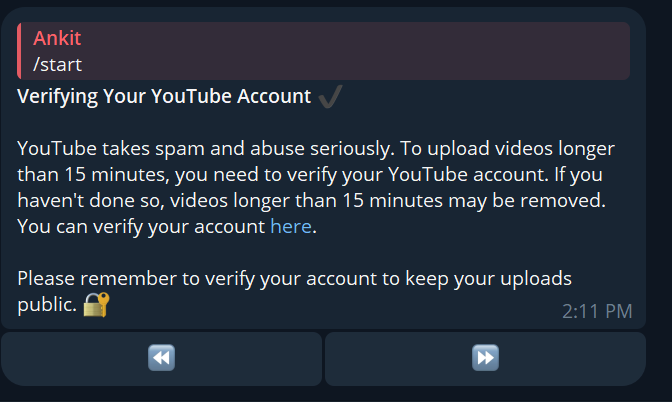 Ankit
/start
Verifying Your YouTube Account ✔
YouTube takes spam and abuse seriously. To upload videos longer
than 15 minutes, you need to verify your YouTube account. If you
haven't done so, videos longer than 15 minutes may be removed.
You can verify your account here.
Please remember to verify your account to keep your uploads
public. 🔐
2:11 PM
⏪ ⏩